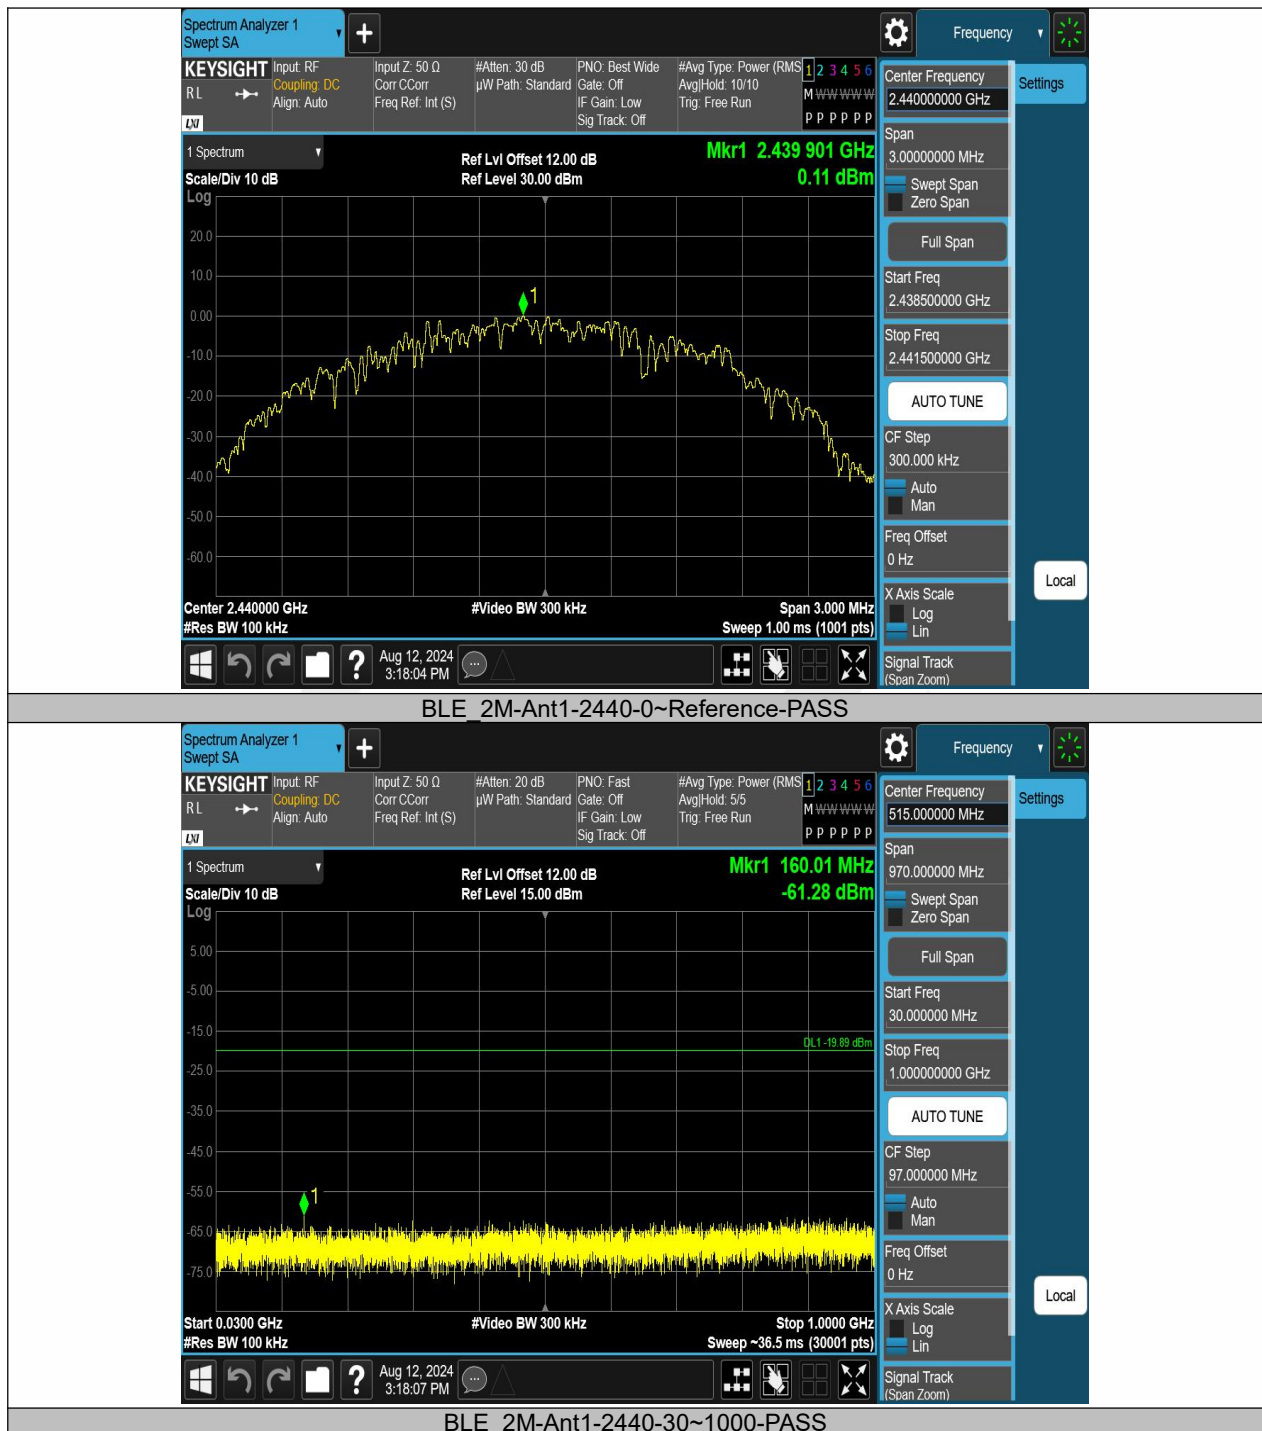 Spectrum Analyzer 1
Swept SA
+
Frequency
KEYSIGHT
RL
LXI
Input: RF
Coupling: DC
Align: Auto
Input Z: 50 Ω
Corr CCorr
Freq Ref: Int (S)
#Atten: 30 dB
µW Path: Standard
PNO: Best Wide
Gate: Off
IF Gain: Low
Sig Track: Off
#Avg Type: Power (RMS
Avg|Hold: 10/10
Trig: Free Run
1 2 3 4 5 6
M W W W W W
P P P P P P
1 Spectrum
Scale/Div 10 dB
Log
Ref Lvl Offset 12.00 dB
Ref Level 30.00 dBm
Mkr1 2.439 901 GHz
0.11 dBm
20.0
10.0
0.00
-10.0
-20.0
-30.0
-40.0
-50.0
-60.0
1
Center 2.440000 GHz
#Res BW 100 kHz
#Video BW 300 kHz
Span 3.000 MHz
Sweep 1.00 ms (1001 pts)
Center Frequency
2.440000000 GHz
Settings
Span
3.00000000 MHz
Swept Span
Zero Span
Full Span
Start Freq
2.438500000 GHz
Stop Freq
2.441500000 GHz
AUTO TUNE
CF Step
300.000 kHz
Auto
Man
Freq Offset
0 Hz
X Axis Scale
Log
Lin
Signal Track
(Span Zoom)
Local
?
Aug 12, 2024
3:18:04 PM
BLE_2M-Ant1-2440-0~Reference-PASS
Spectrum Analyzer 1
Swept SA
+
Frequency
KEYSIGHT
RL
LXI
Input: RF
Coupling: DC
Align: Auto
Input Z: 50 Ω
Corr CCorr
Freq Ref: Int (S)
#Atten: 20 dB
µW Path: Standard
PNO: Fast
Gate: Off
IF Gain: Low
Sig Track: Off
#Avg Type: Power (RMS
Avg|Hold: 5/5
Trig: Free Run
1 2 3 4 5 6
M W W W W W
P P P P P P
1 Spectrum
Scale/Div 10 dB
Log
Ref Lvl Offset 12.00 dB
Ref Level 15.00 dBm
Mkr1 160.01 MHz
-61.28 dBm
5.00
-5.00
-15.0
-25.0
-35.0
-45.0
-55.0
-65.0
-75.0
DL1 -19.89 dBm
1
Start 0.0300 GHz
#Res BW 100 kHz
#Video BW 300 kHz
Stop 1.0000 GHz
Sweep ~36.5 ms (30001 pts)
Center Frequency
515.000000 MHz
Settings
Span
970.000000 MHz
Swept Span
Zero Span
Full Span
Start Freq
30.000000 MHz
Stop Freq
1.000000000 GHz
AUTO TUNE
CF Step
97.000000 MHz
Auto
Man
Freq Offset
0 Hz
X Axis Scale
Log
Lin
Signal Track
(Span Zoom)
Local
?
Aug 12, 2024
3:18:07 PM
BLE_2M-Ant1-2440-30~1000-PASS